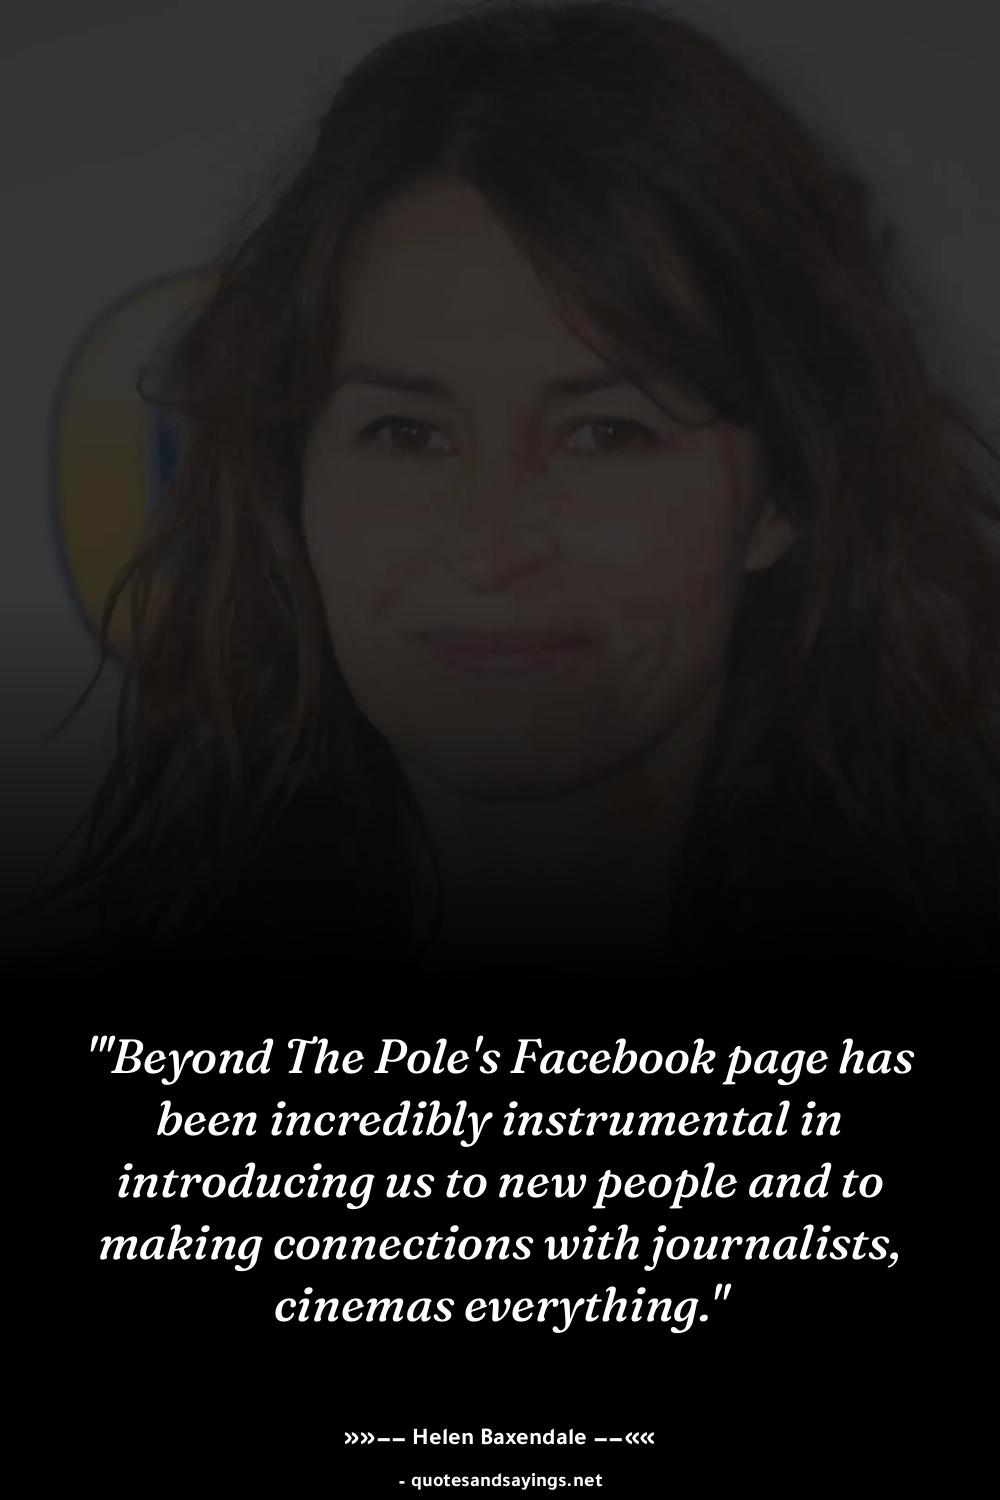 "'Beyond The Pole's Facebook page has
been incredibly instrumental in
introducing us to new people and to
making connections with journalists,
cinemas everything."
»»−− Helen Baxendale −−««
- quotesandsayings.net